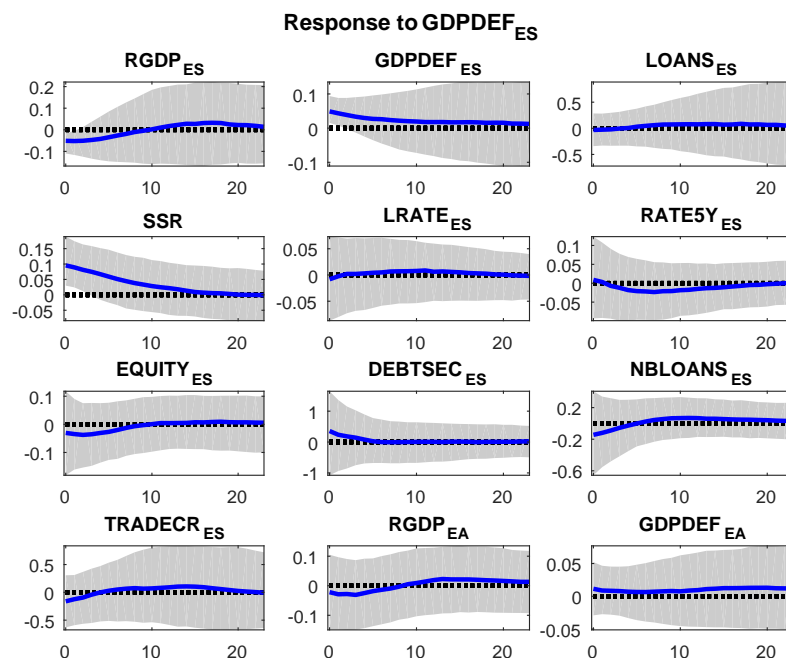 Response to GDPDEF_ES
RGDP_ES
0.2
0.1
0
-0.1
0 10 20
GDPDEF_ES
0.1
0
-0.1
0 10 20
LOANS_ES
0.5
0
-0.5
0 10 20
SSR
0.15
0.1
0.05
0
-0.05
0 10 20
LRATE_ES
0.05
0
-0.05
0 10 20
RATE5Y_ES
0.1
0.05
0
-0.05
0 10 20
EQUITY_ES
0.1
0
-0.1
0 10 20
DEBTSEC_ES
1
0
-1
0 10 20
NBLOANS_ES
0.2
-0.2
-0.6
0 10 20
TRADECR_ES
0.5
0
-0.5
0 10 20
RGDP_EA
0.1
0
-0.1
0 10 20
GDPDEF_EA
0.05
0
-0.05
0 10 20